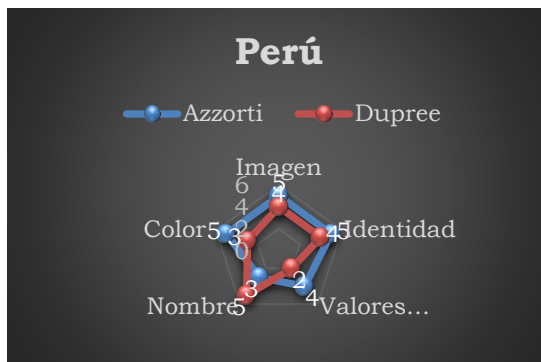 Perú
Azzorti Dupree
Imagen
6
5
4
4
Color 5 3 2 4 5 Identidad
0
3 2
Nombre 5 4 Valores...